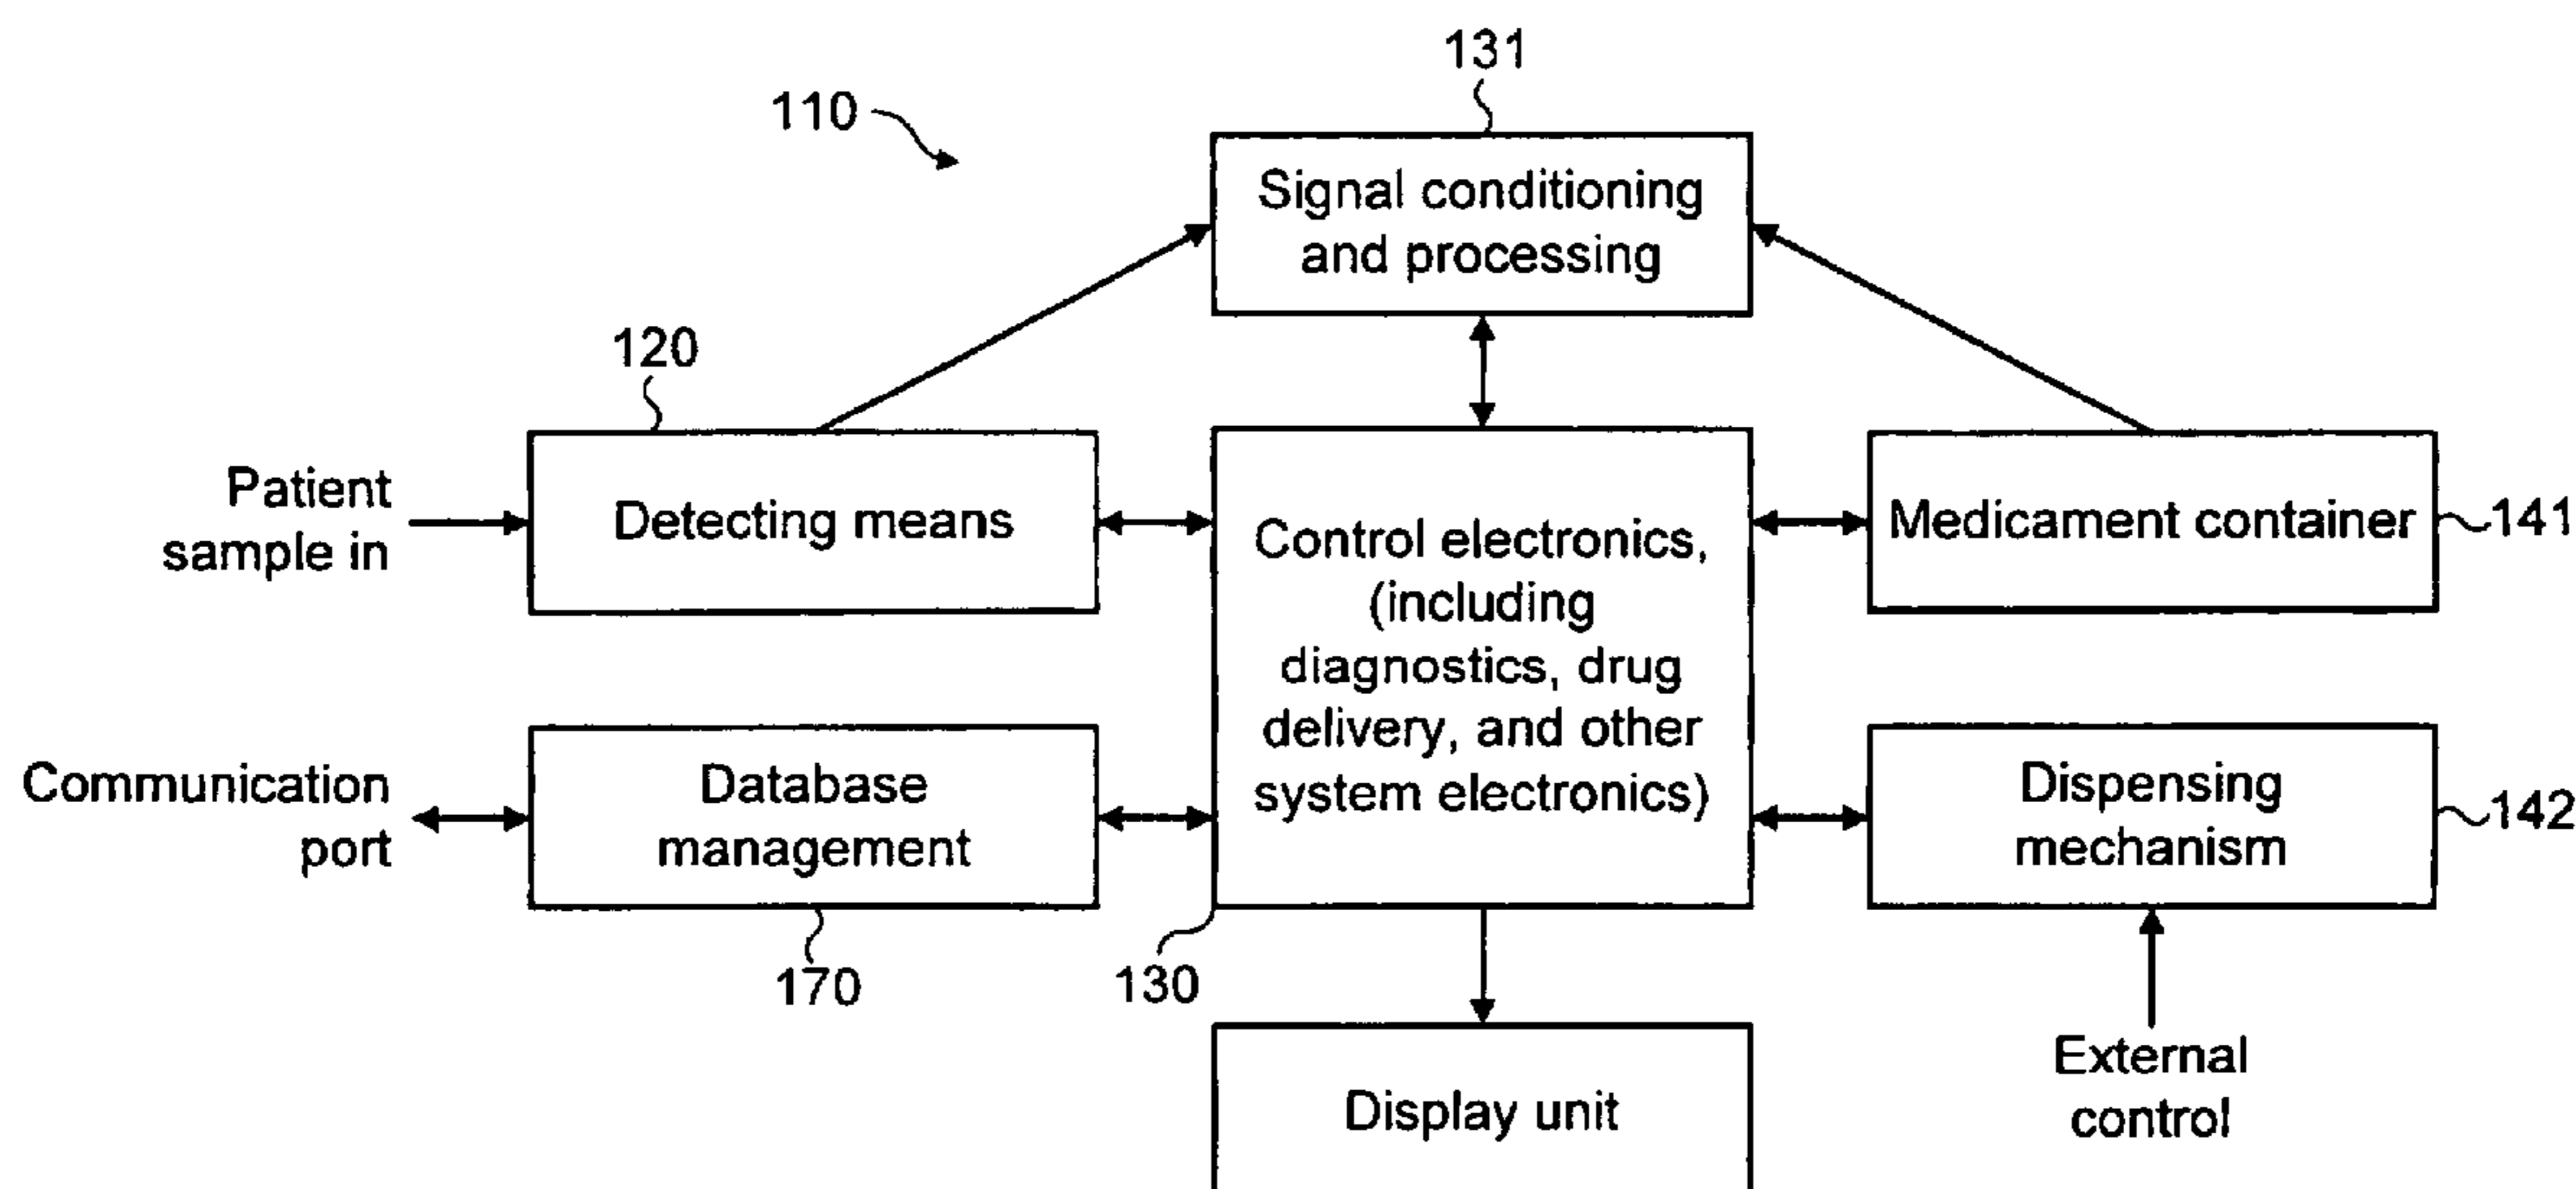 131
110
Signal conditioning
and processing
120
Patient
sample in
Detecting means
Control electronics,
(including
diagnostics, drug
delivery, and other
system electronics)
Medicament container
141
Communication
port
Database
management
Dispensing
mechanism
142
170
130
External
control
Display unit